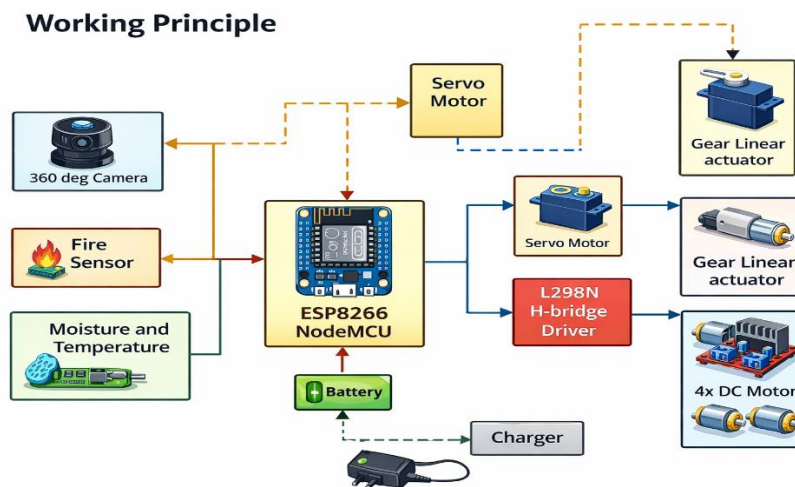 Working Principle
Servo
Motor
Gear Linear
actuator
360 deg Camera
Fire
Sensor
Moisture and
Temperature
ESP8266
NodeMCU
Battery
Charger
Servo Motor
Gear Linear
actuator
L298N
H-bridge
Driver
4x DC Motor